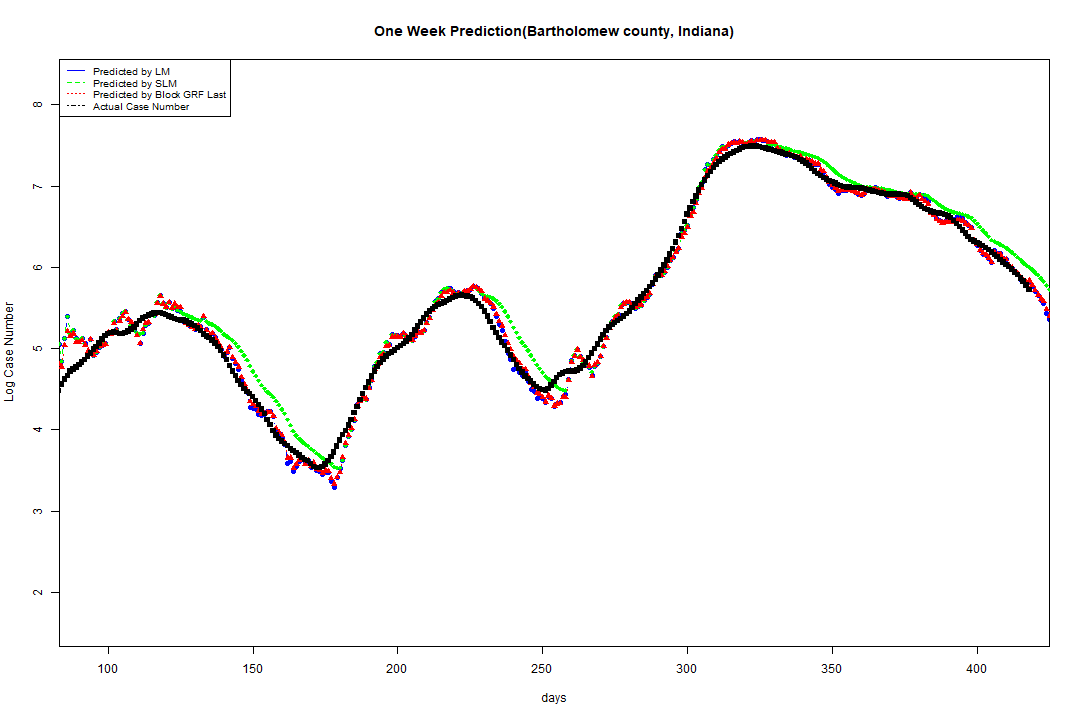 One Week Prediction(Bartholomew county, Indiana)
Predicted by LM
Predicted by SLM
Predicted by Block GRF Last
Actual Case Number
8
7
6
5
4
3
2
Log Case Number
100 150 200 250 300 350 400
days